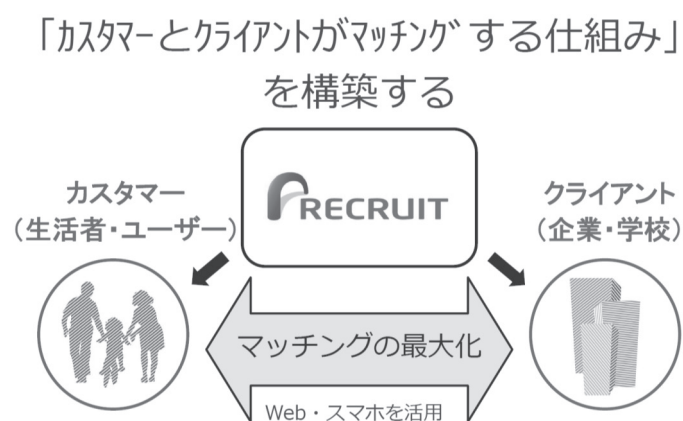 「カスタマーとクライアントがマッチングする仕組み」
を構築する
RECRUIT
カスタマー
(生活者・ユーザー)
クライアント
(企業・学校)
マッチングの最大化
Web・スマホを活用